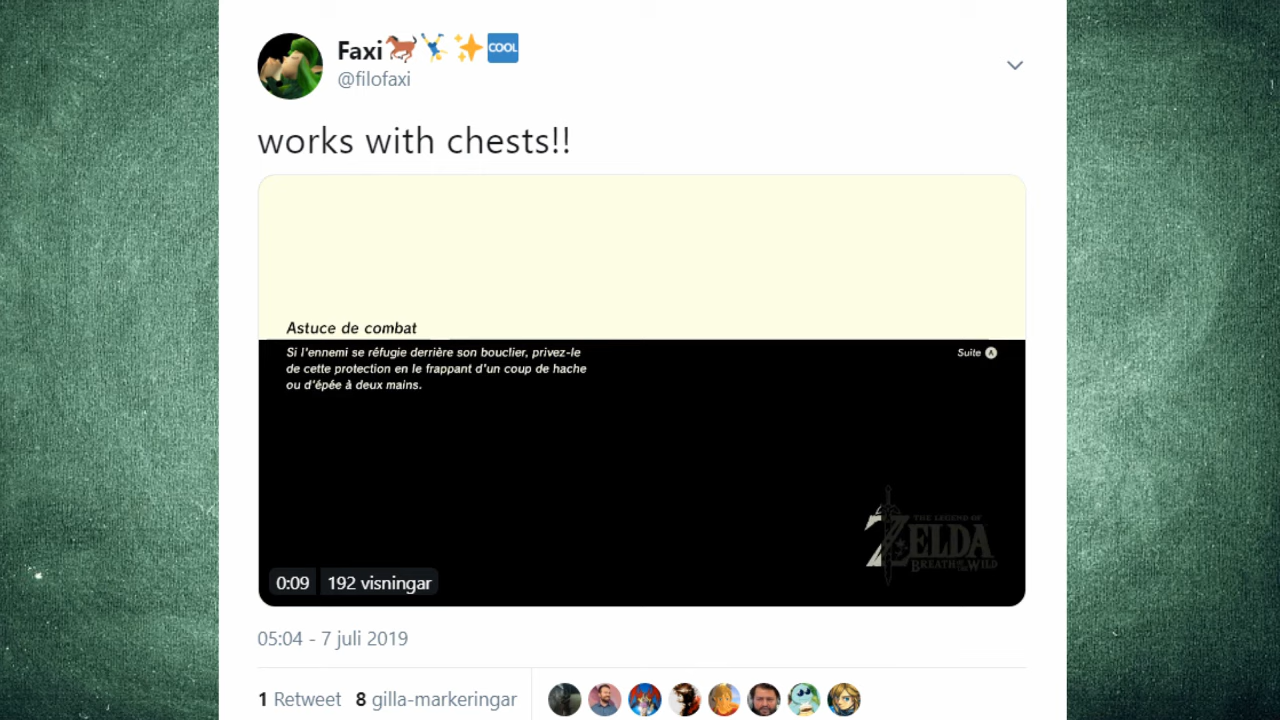 Faxi
COOL
@filofaxi
works with chests!!
Astuce de combat
Si l'ennemi se réfugie derrière son bouclier, privez-le
de cette protection en le frappant d'un coup de hache
ou d'épée à deux mains.
Suite A
THE LEGEND OF
ZELDA
BREATH OF THE WILD
0:09 192 visningar
05:04 - 7 juli 2019
1 Retweet 8 gilla-markeringar